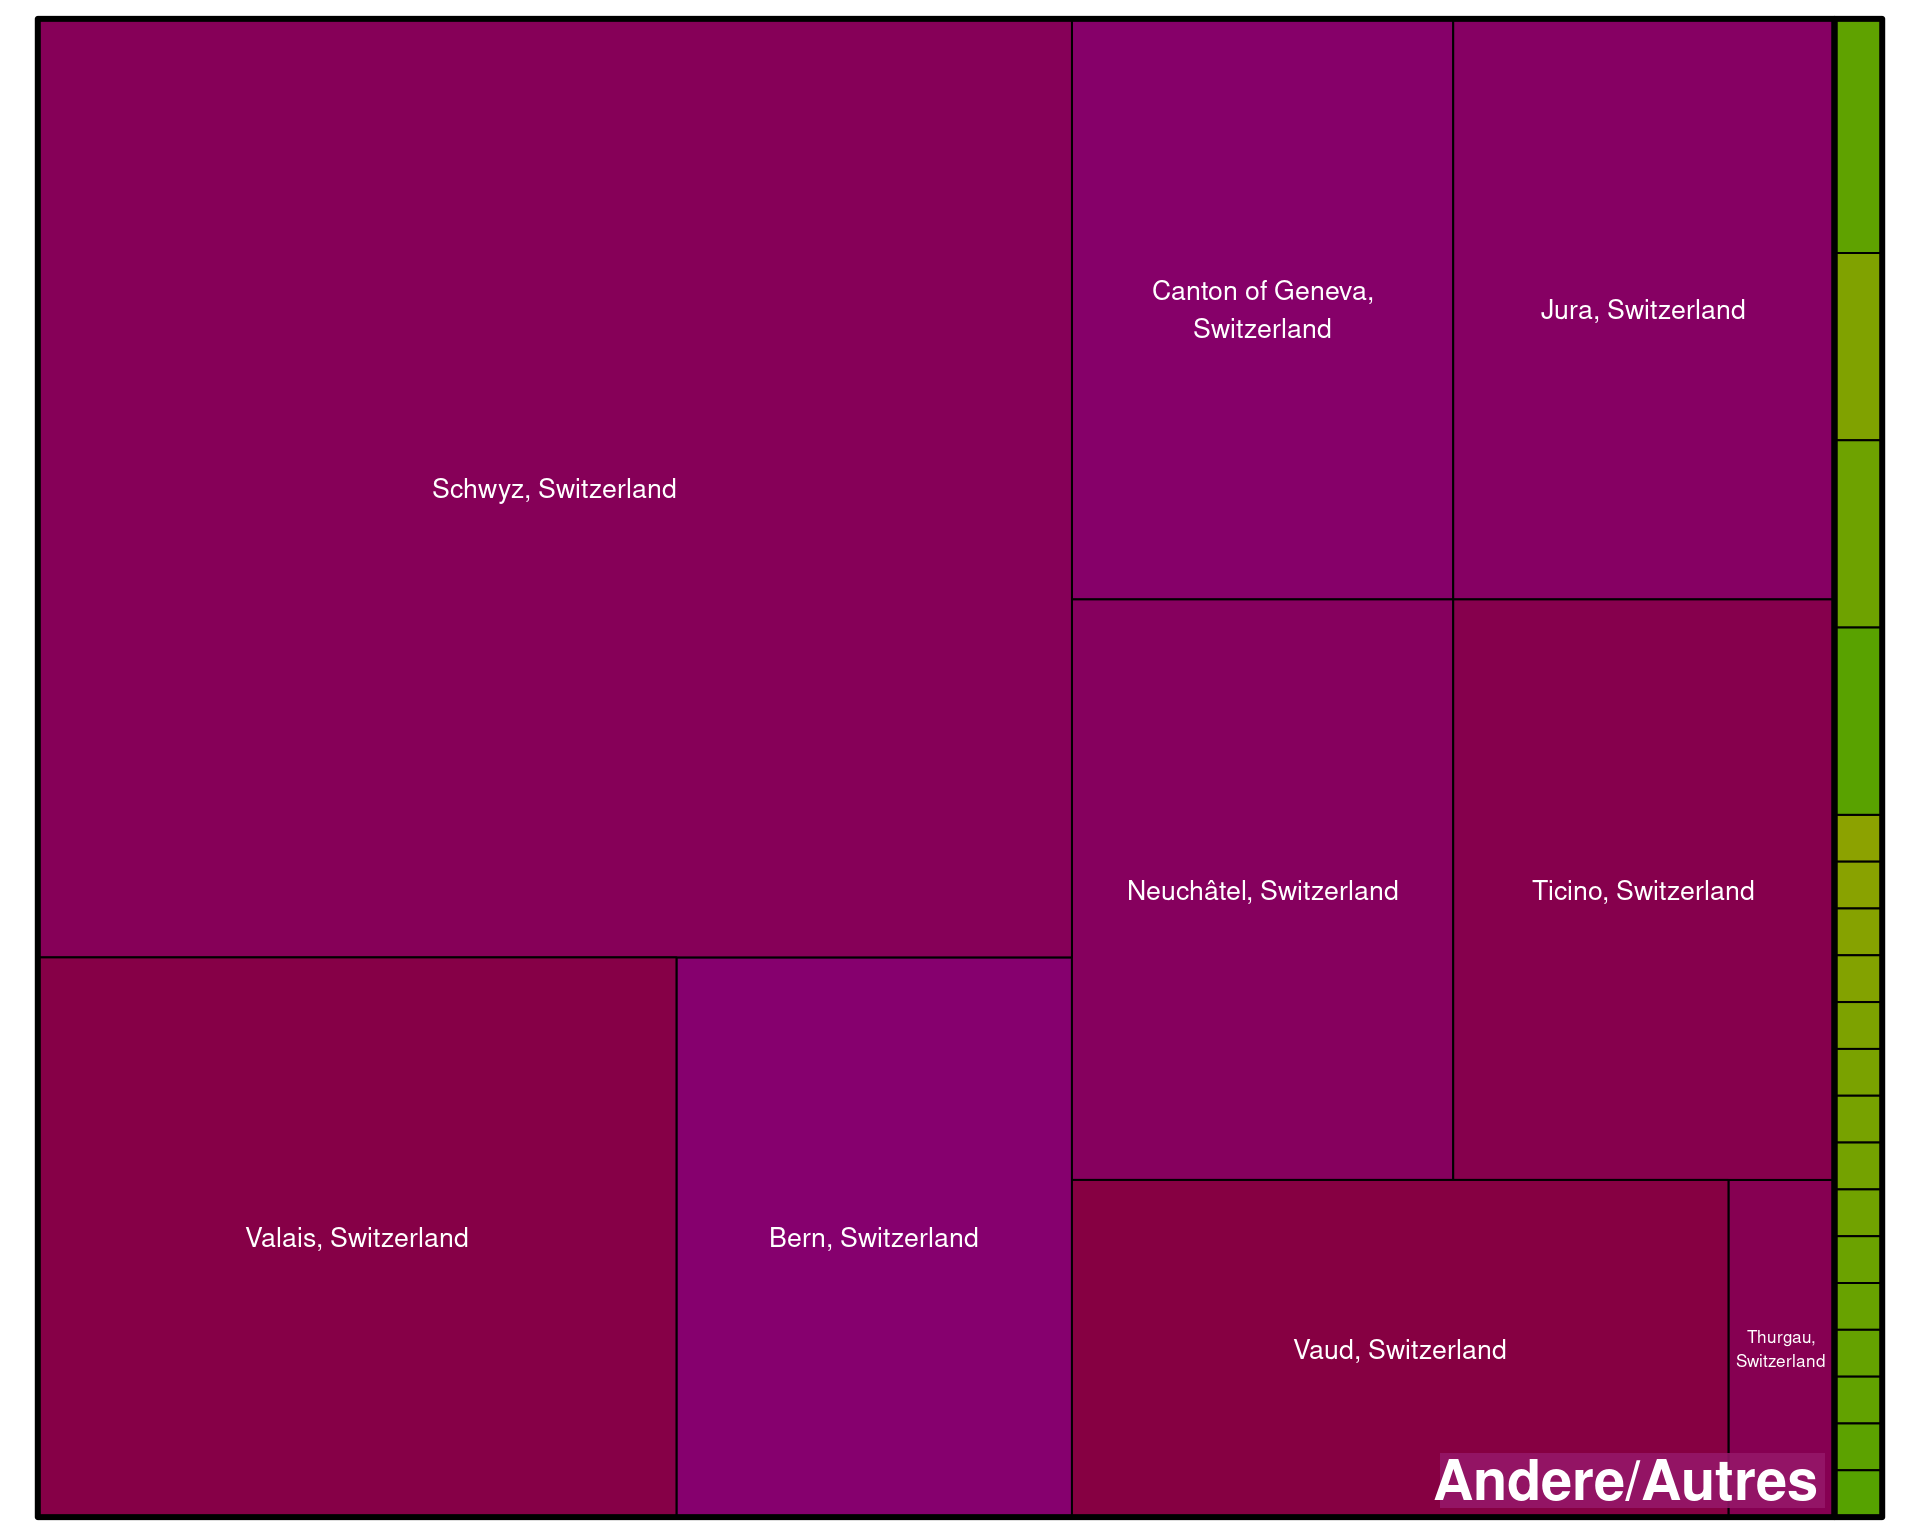 Schwyz, Switzerland
Canton of Geneva,
Switzerland
Jura, Switzerland
Neuchâtel, Switzerland
Ticino, Switzerland
Valais, Switzerland
Bern, Switzerland
Vaud, Switzerland
Thurgau,
Switzerland
Andere/Autres